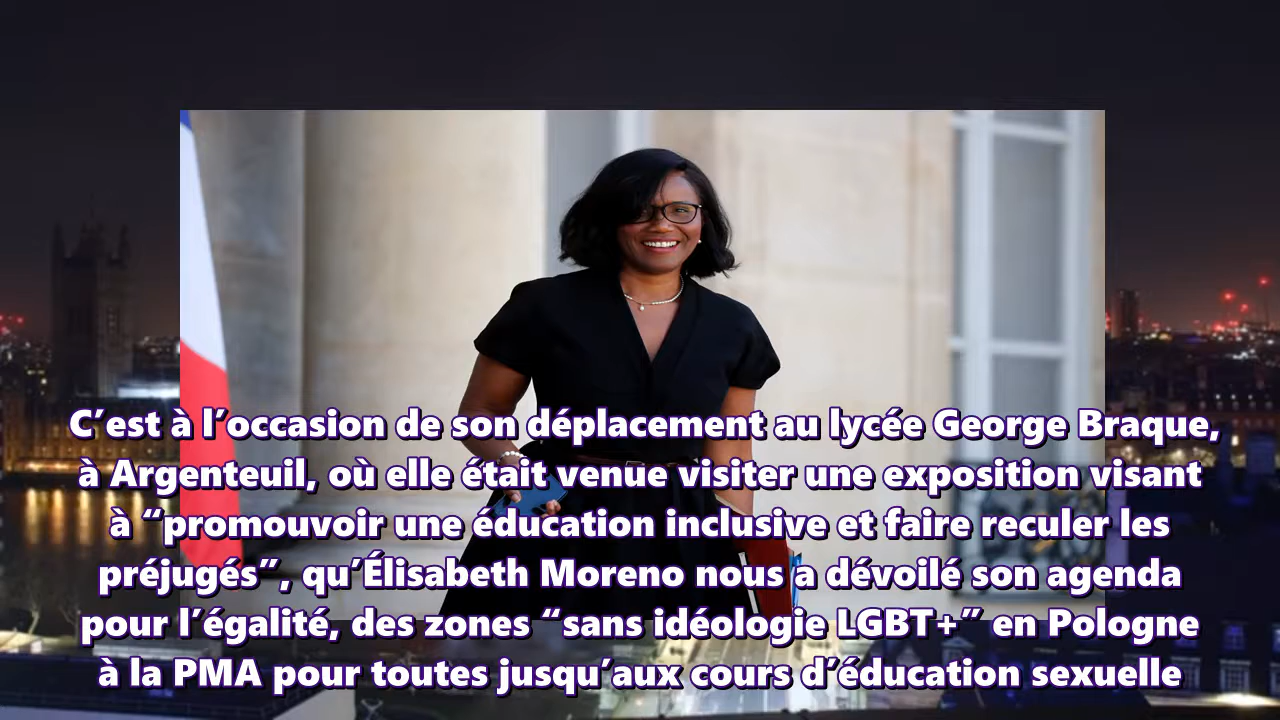 C’est à l’occasion de son déplacement au lycée George Braque,
à Argenteuil, où elle était venue visiter une exposition visant
à “promouvoir une éducation inclusive et faire reculer les
préjugés”, qu’Élisabeth Moreno nous a dévoilé son agenda
pour l’égalité, des zones “sans idéologie LGBT+” en Pologne
à la PMA pour toutes jusqu’aux cours d’éducation sexuelle